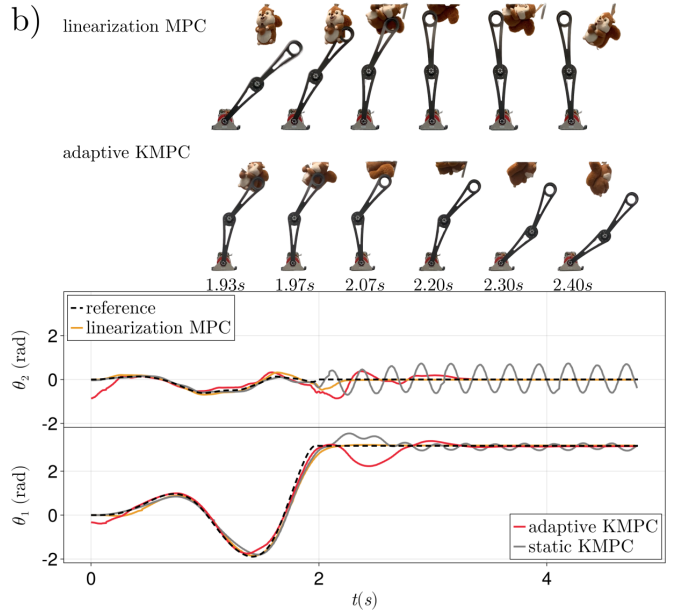 b)
linearization MPC
adaptive KMPC
1.93s 1.97s 2.07s 2.20s 2.30s 2.40s
reference
linearization MPC
2
0
-2
θ₂ (rad)
2
0
-2
θ₁ (rad)
adaptive KMPC
static KMPC
0 2 4
t(s)